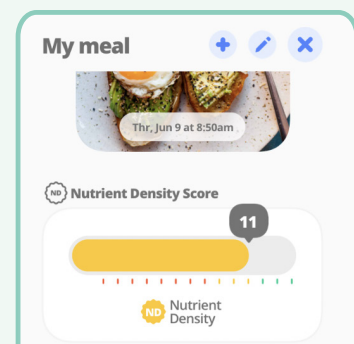 My meal
Thr, Jun 9 at 8:50am
ND Nutrient Density Score
11
ND Nutrient
Density